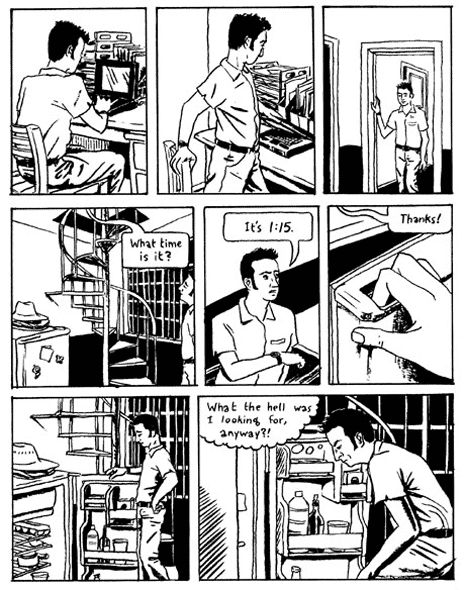 What time
is it?
It's 1:15.
Thanks!
What the hell was
I looking for,
anyway?!